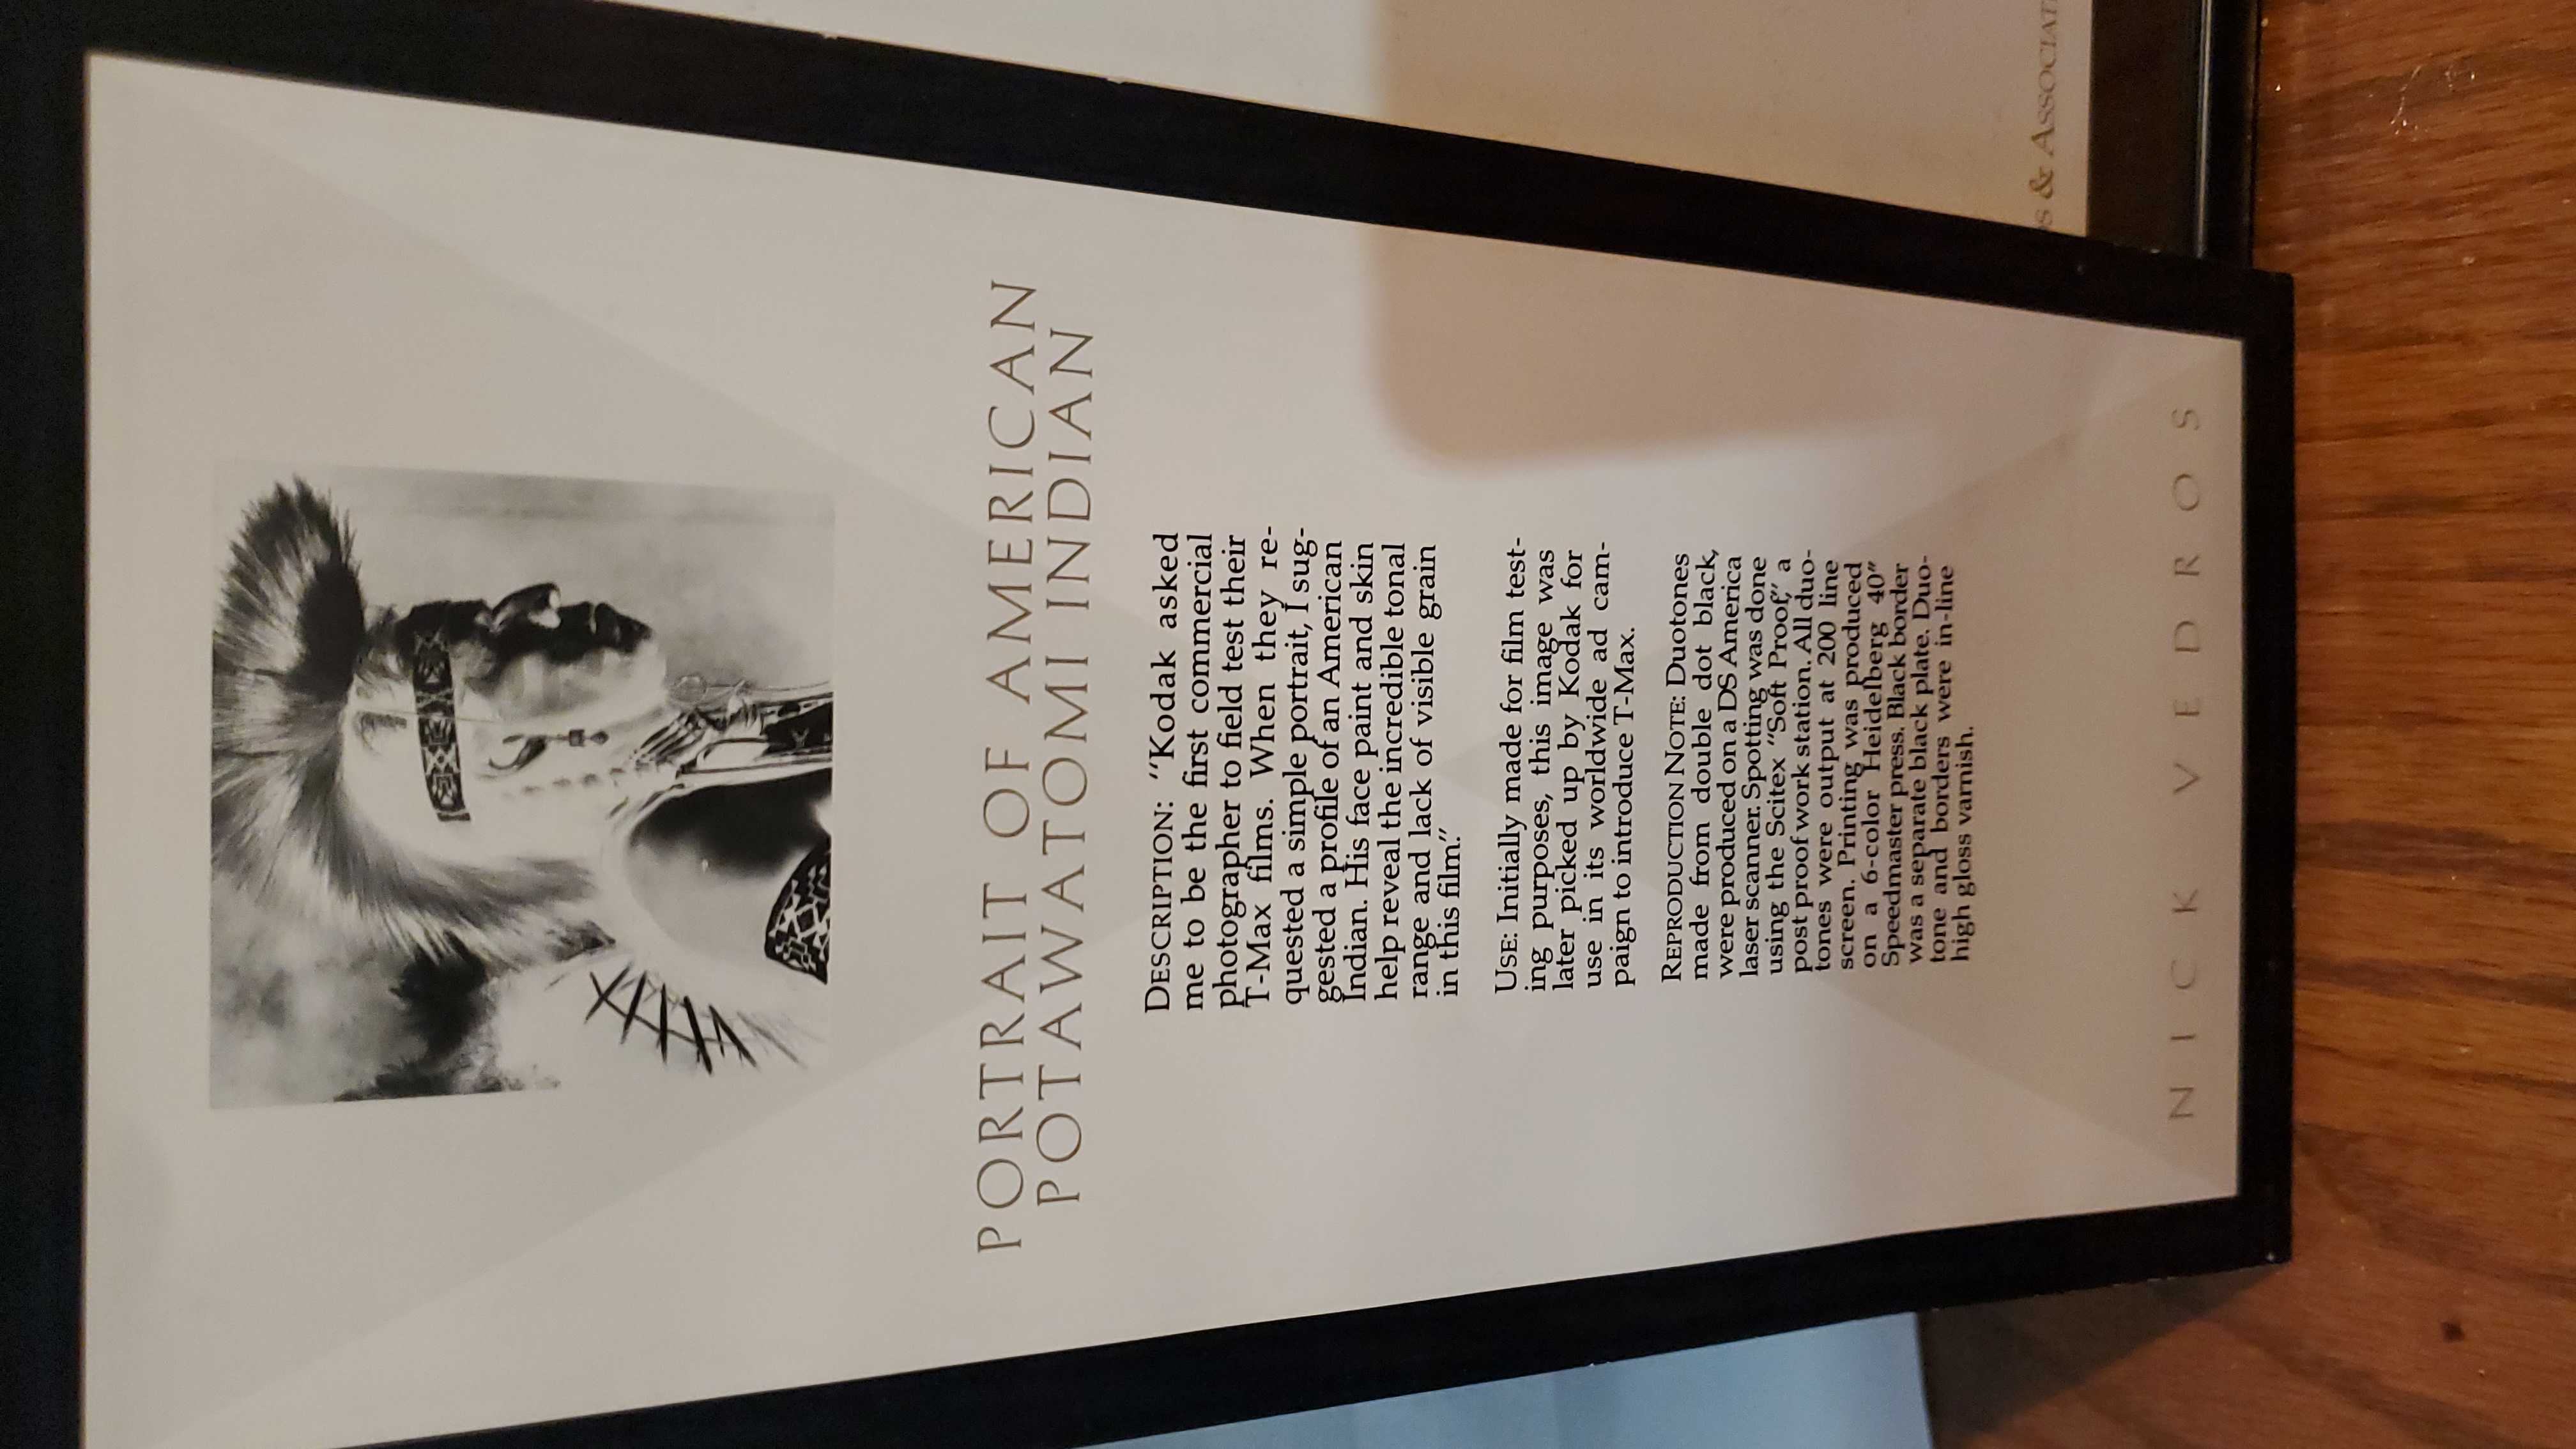 PORTRAIT OF AMERICAN
POTAWATOMI INDIAN
DESCRIPTION: "Kodak asked
me to be the first commercial
photographer to field test their
T-Max films. When they re-
quested a simple portrait, I sug-
gested a profile of an American
Indian. His face paint and skin
help reveal the incredible tonal
range and lack of visible grain
in this film."
USE: Initially made for film test-
ing purposes, this image was
later picked up by Kodak for
use in its worldwide ad cam-
paign to introduce T-Max.
REPRODUCTION NOTE: Duotones
made from double dot black,
were produced on a DS America
laser scanner. Spotting was done
using the Scitex "Soft Proof," a
post proof work station. All duo-
tones were output at 200 line
screen. Printing was produced
on a 6-color Heidelberg 40"
Speedmaster press. Black border
was a separate black plate. Duo-
tone and borders were in-line
high gloss varnish.
NICK VEDROS
S & ASSOCIAT